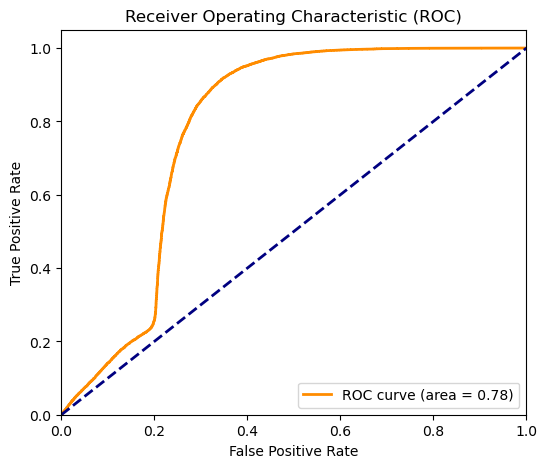 Receiver Operating Characteristic (ROC)
True Positive Rate
1.0
0.8
0.6
0.4
0.2
0.0
ROC curve (area = 0.78)
0.0 0.2 0.4 0.6 0.8 1.0
False Positive Rate